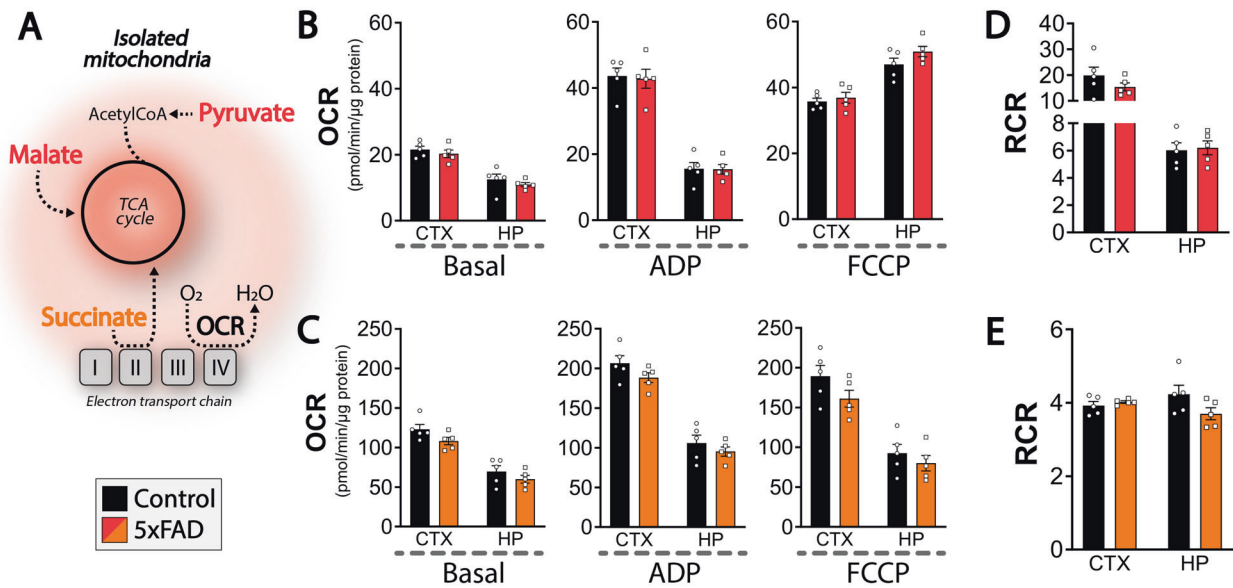 A
Isolated
mitochondria
AcetylCoA
Pyruvate
Malate
TCA
cycle
Succinate
O₂
H₂O
OCR
I
II
III
IV
Electron transport chain
Control
5xFAD
B
OCR
(pmol/min/µg protein)
60
40
20
0
CTX
HP
Basal
60
40
20
0
CTX
HP
ADP
60
40
20
0
CTX
HP
FCCP
C
OCR
(pmol/min/µg protein)
250
200
150
100
50
0
CTX
HP
Basal
250
200
150
100
50
0
CTX
HP
ADP
250
200
150
100
50
0
CTX
HP
FCCP
D
RCR
40
30
20
10
8
6
4
2
0
CTX
HP
E
RCR
6
4
2
0
CTX
HP